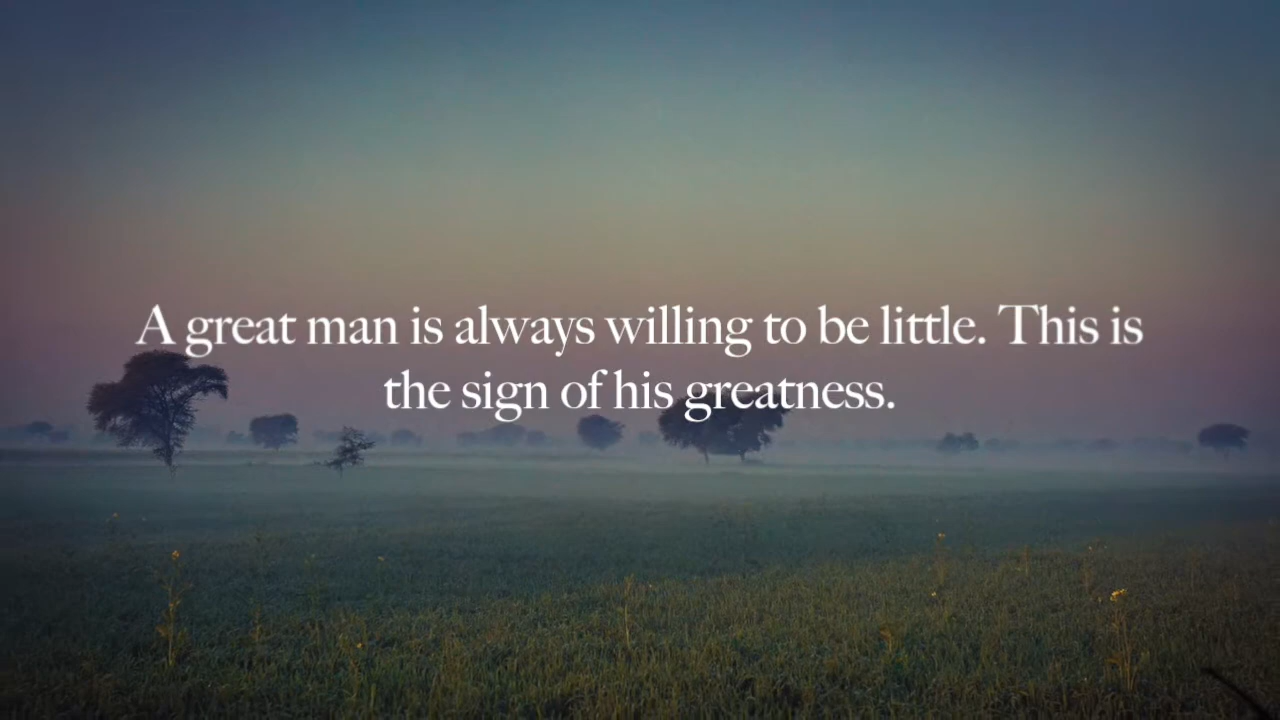 A great man is always willing to be little. This is
the sign of his greatness.